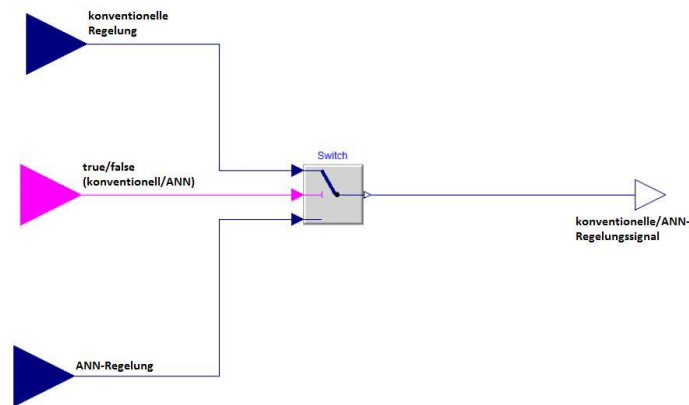 konventionelle
Regelung
true/false
(konventionell/ANN)
Switch
konventionelle/ANN-
Regelungssignal
ANN-Regelung